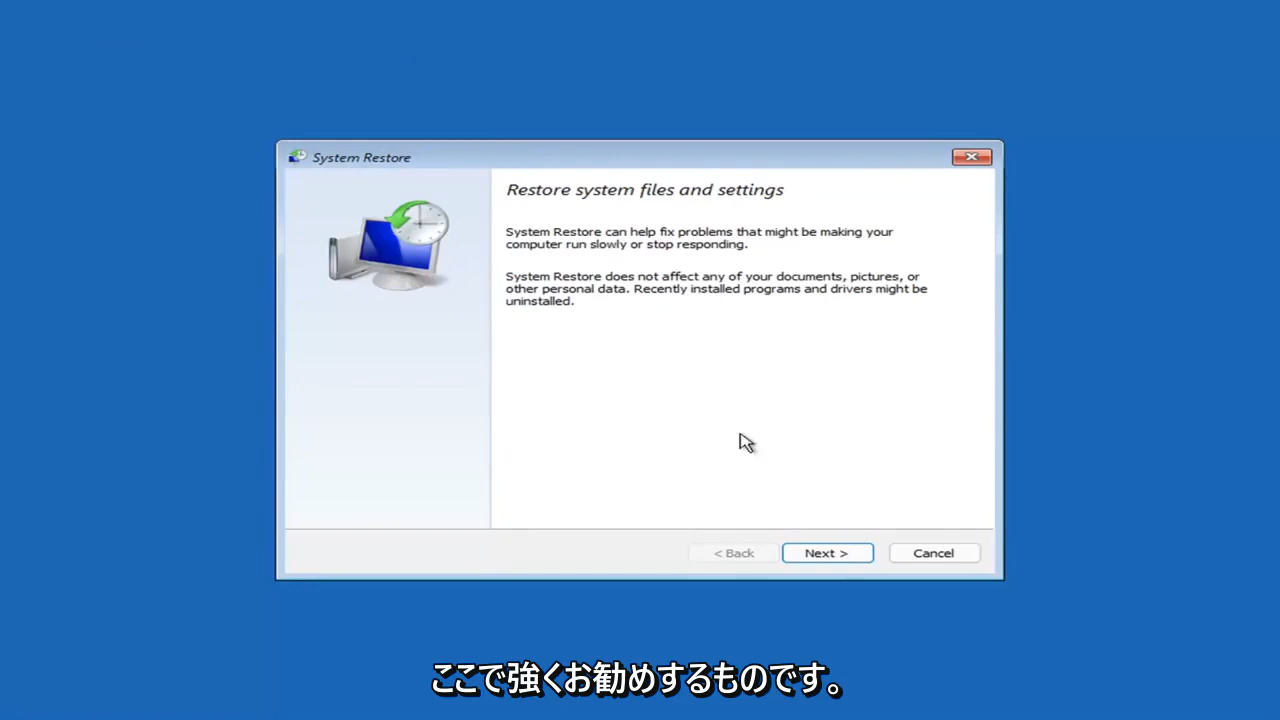 System Restore
Restore system files and settings
System Restore can help fix problems that might be making your
computer run slowly or stop responding.
System Restore does not affect any of your documents, pictures, or
other personal data. Recently installed programs and drivers might be
uninstalled.
< Back Next > Cancel
ここで強くお勧めするものです。